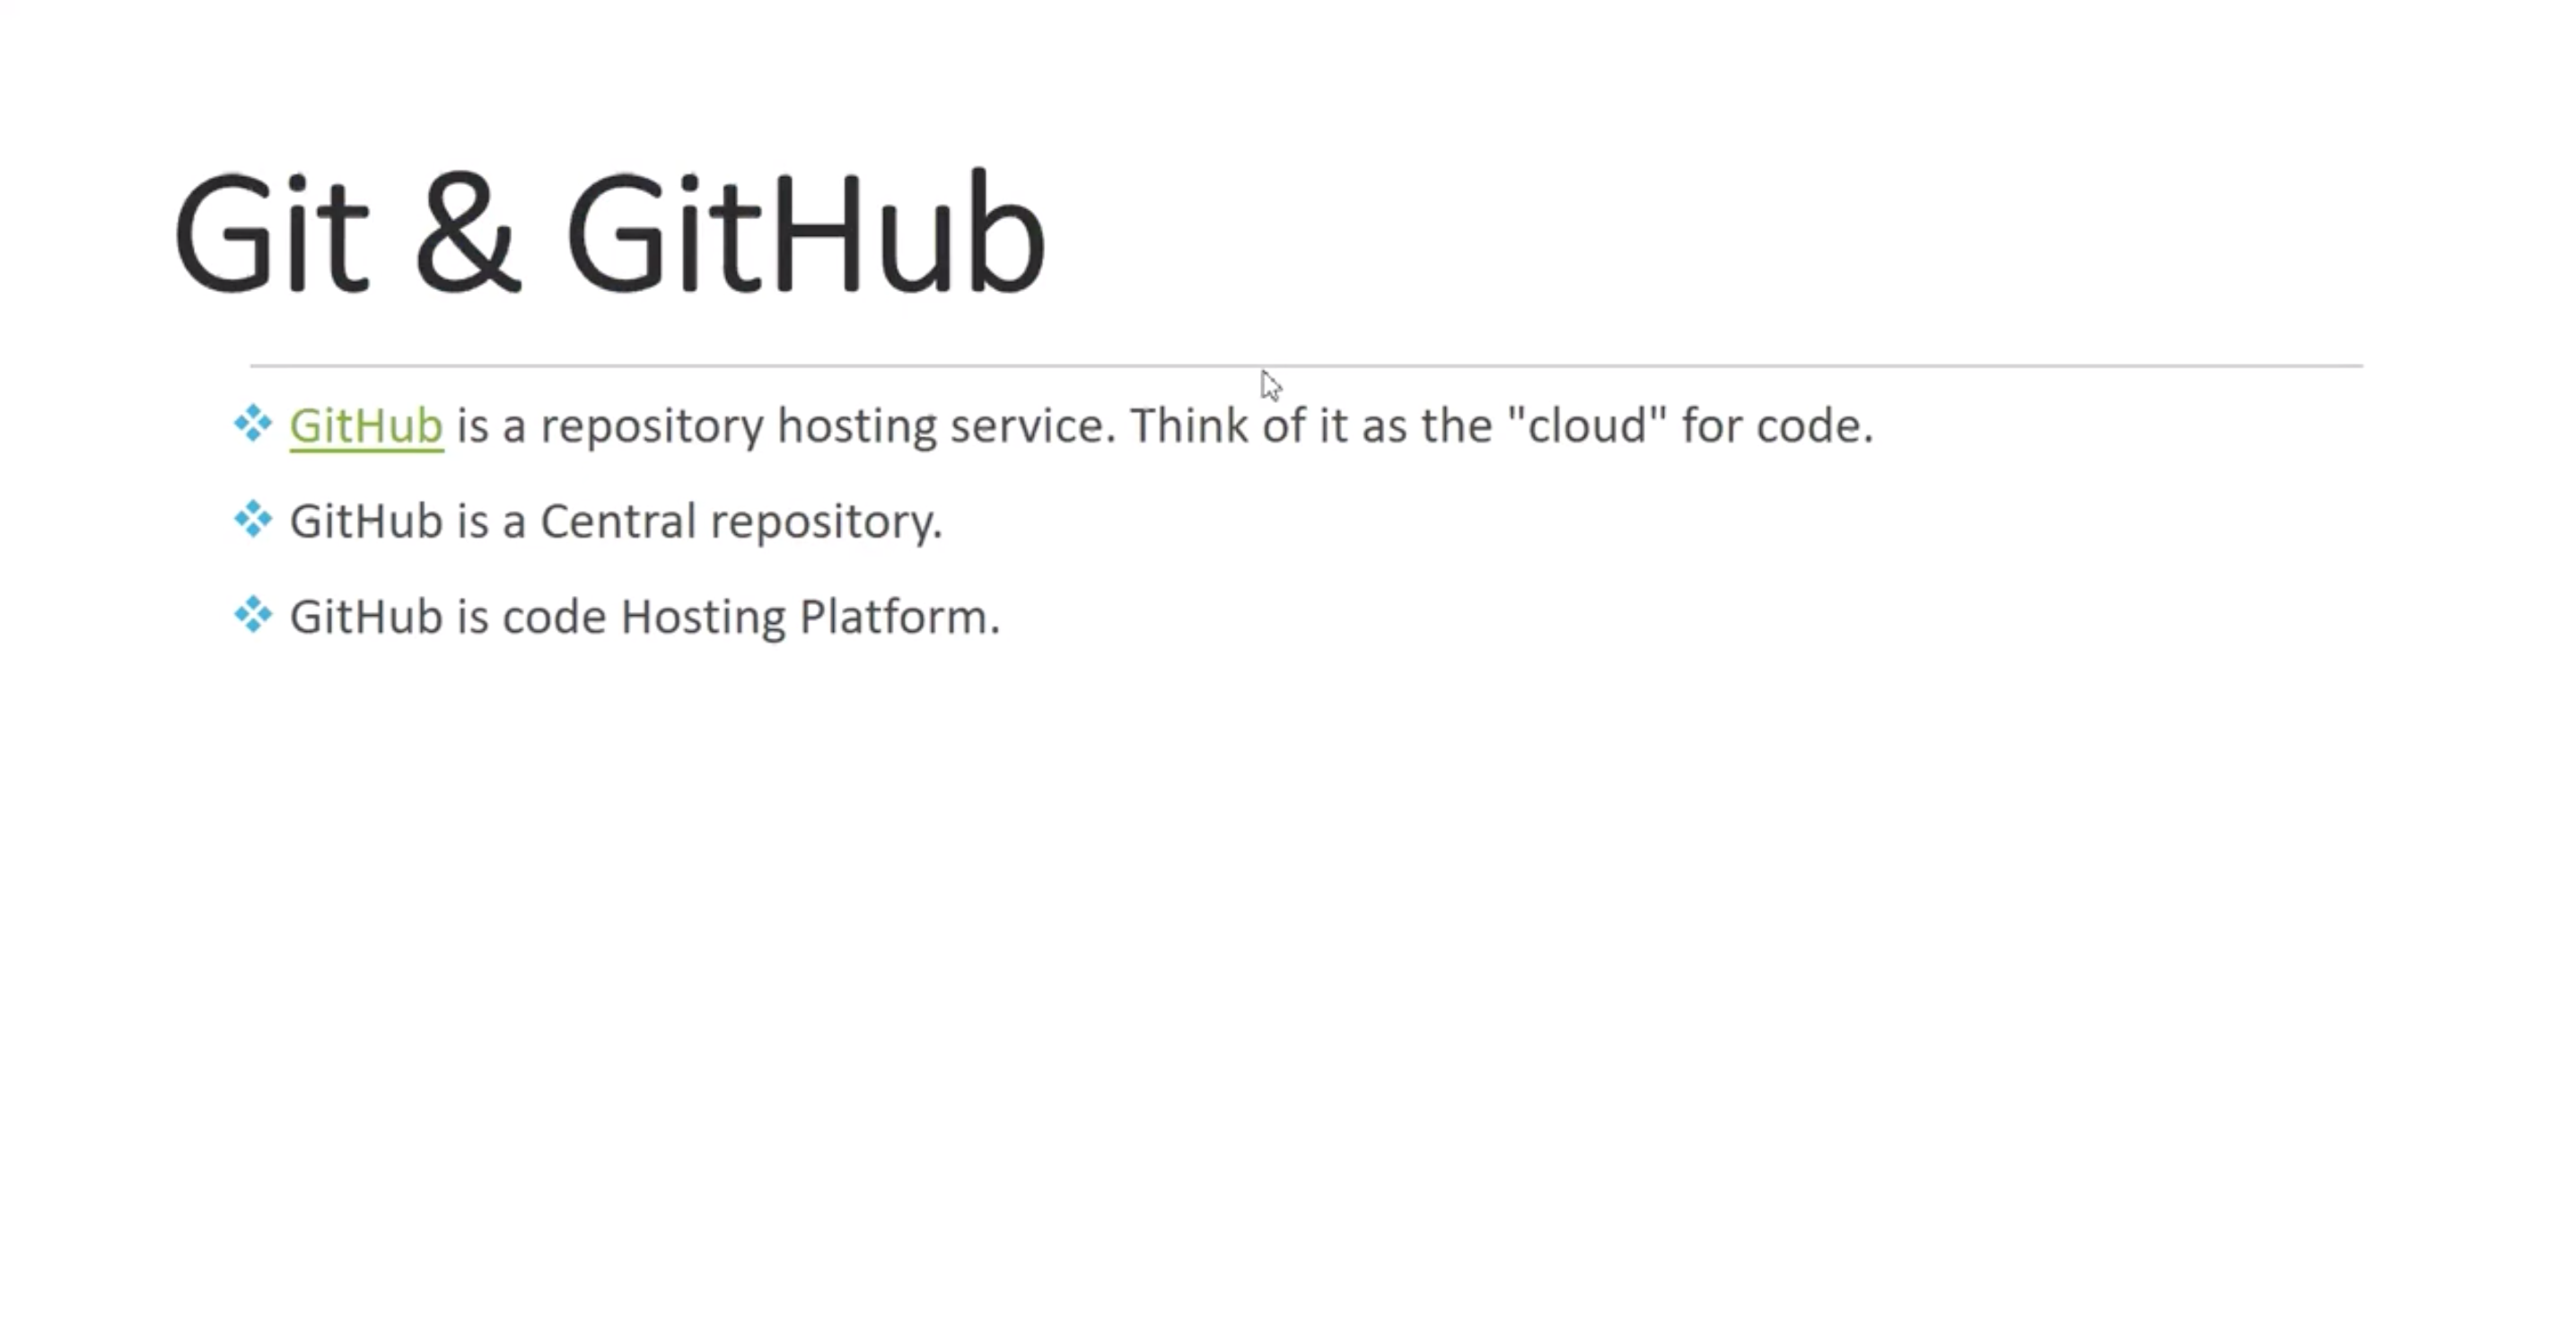 Git & GitHub
GitHub is a repository hosting service. Think of it as the "cloud" for code.
GitHub is a Central repository.
GitHub is code Hosting Platform.